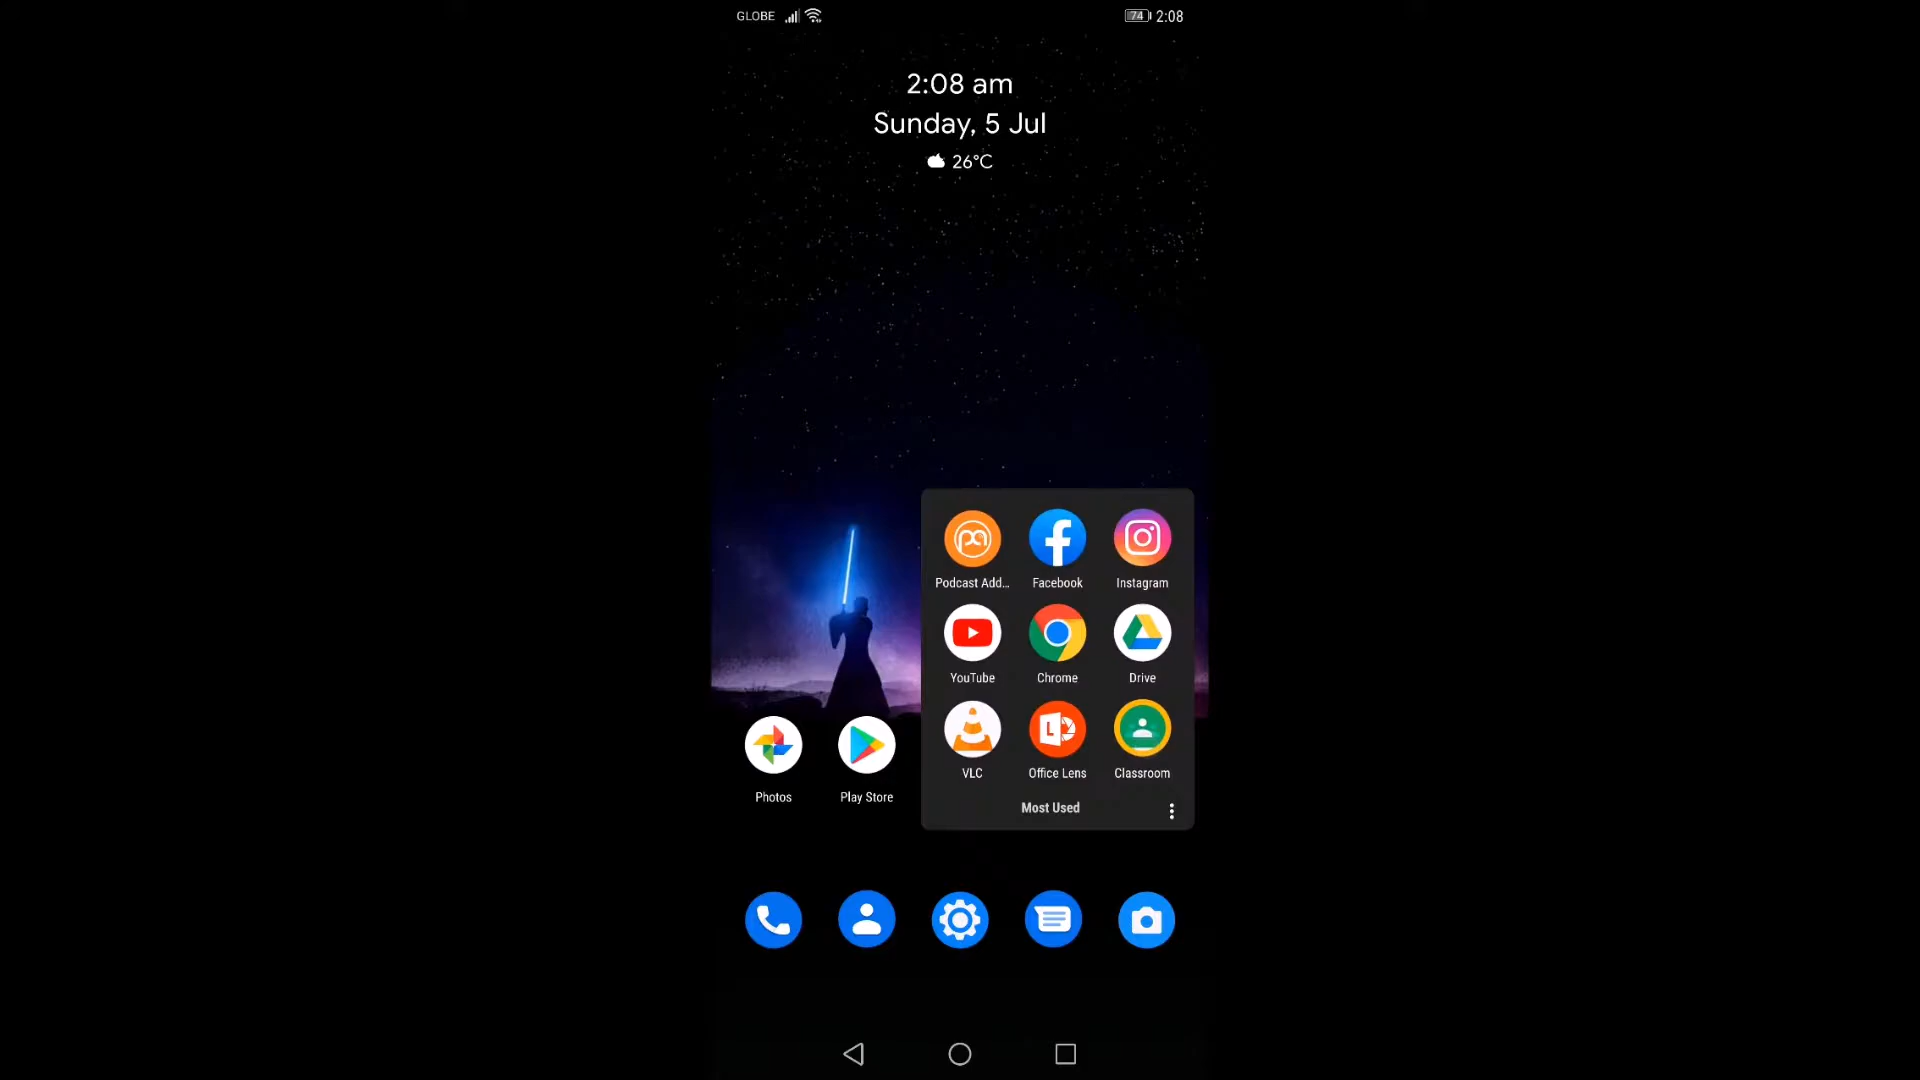 GLOBE 74 2:08
2:08 am
Sunday, 5 Jul
26°C
Podcast Add... Facebook Instagram
YouTube Chrome Drive
VLC Office Lens Classroom
Photos Play Store
Most Used